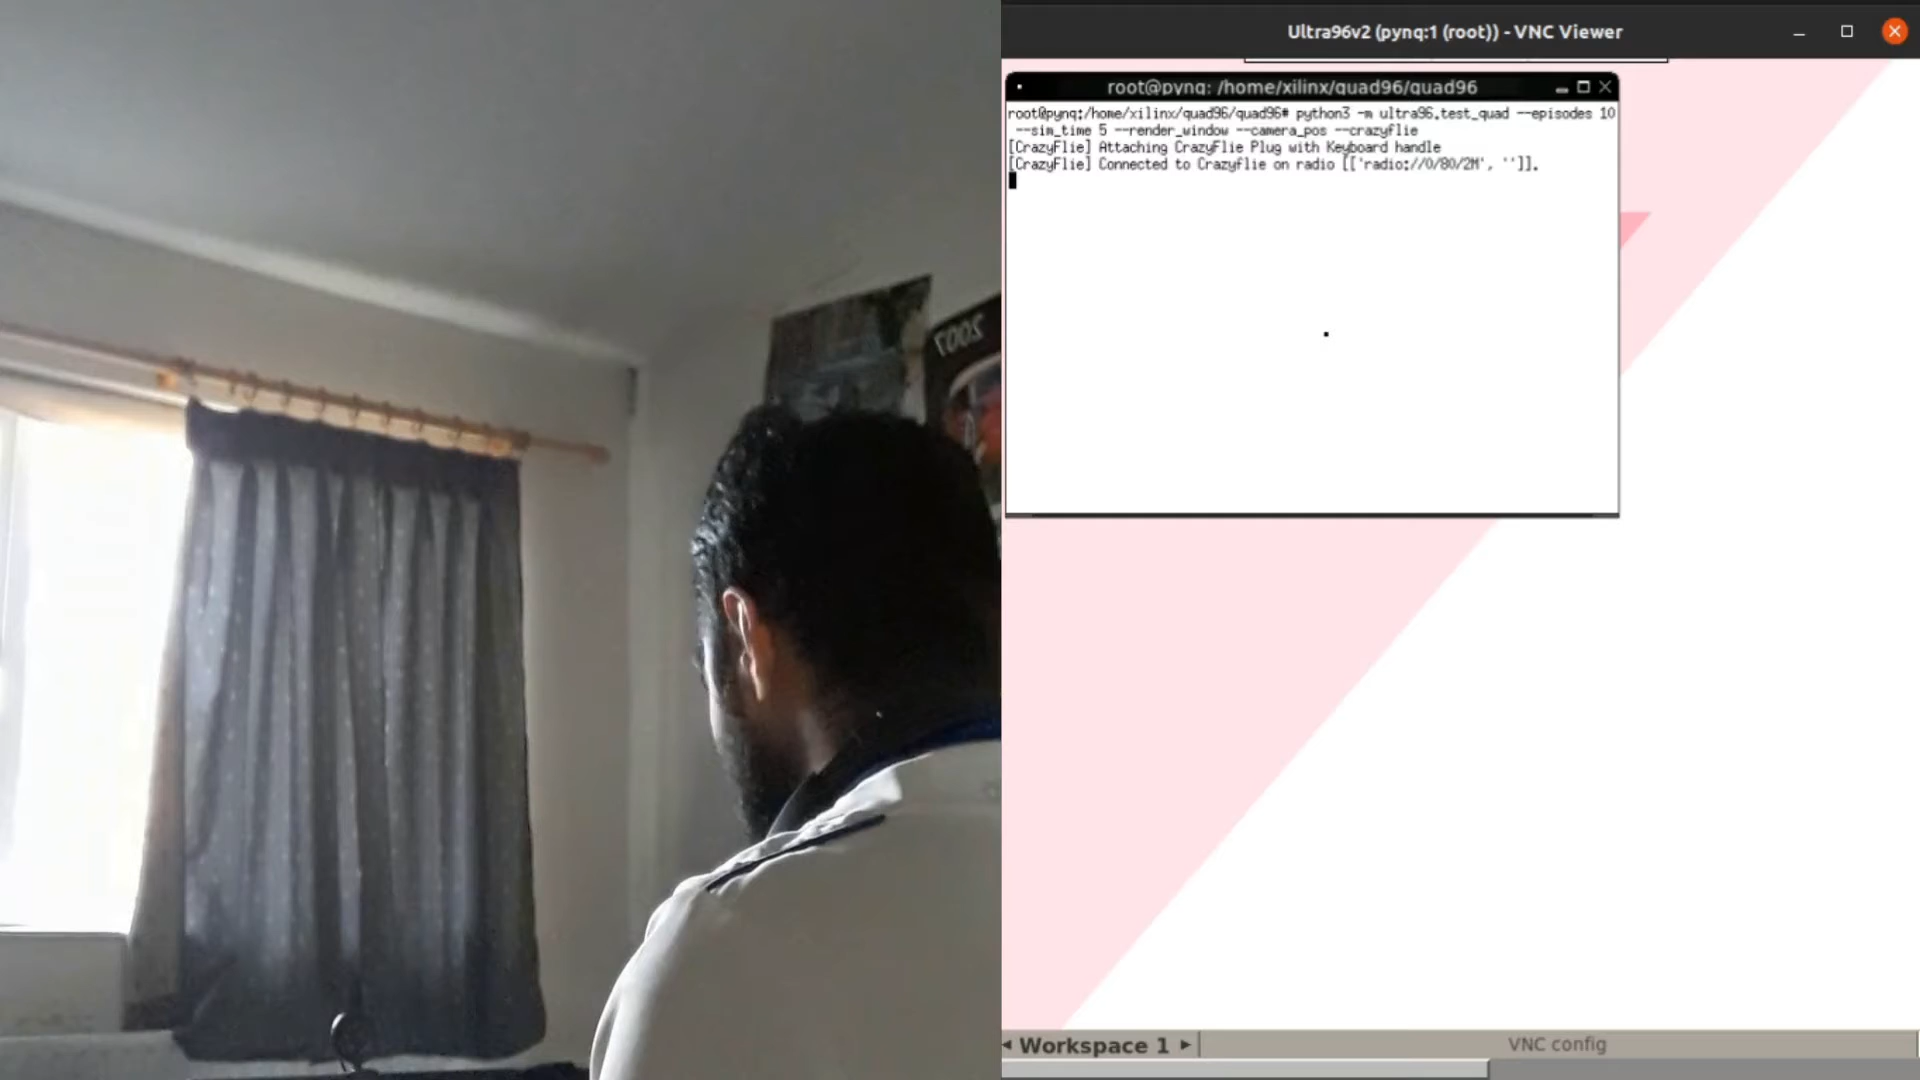 2007
Ultra96v2 (pynq:1 (root)) - VNC Viewer
root@pynq: /home/xilinx/quad96/quad96
root@pynq:/home/xilinx/quad96/quad96# python3 -m ultra96.test_quad --episodes 10
--sim_time 5 --render_window --camera_pos --crazyflie
[CrazyFlie] Attaching CrazyFlie Plug with Keyboard handle
[CrazyFlie] Connected to Crazyflie on radio [['radio://0/80/2M', '']].
Workspace 1
VNC config